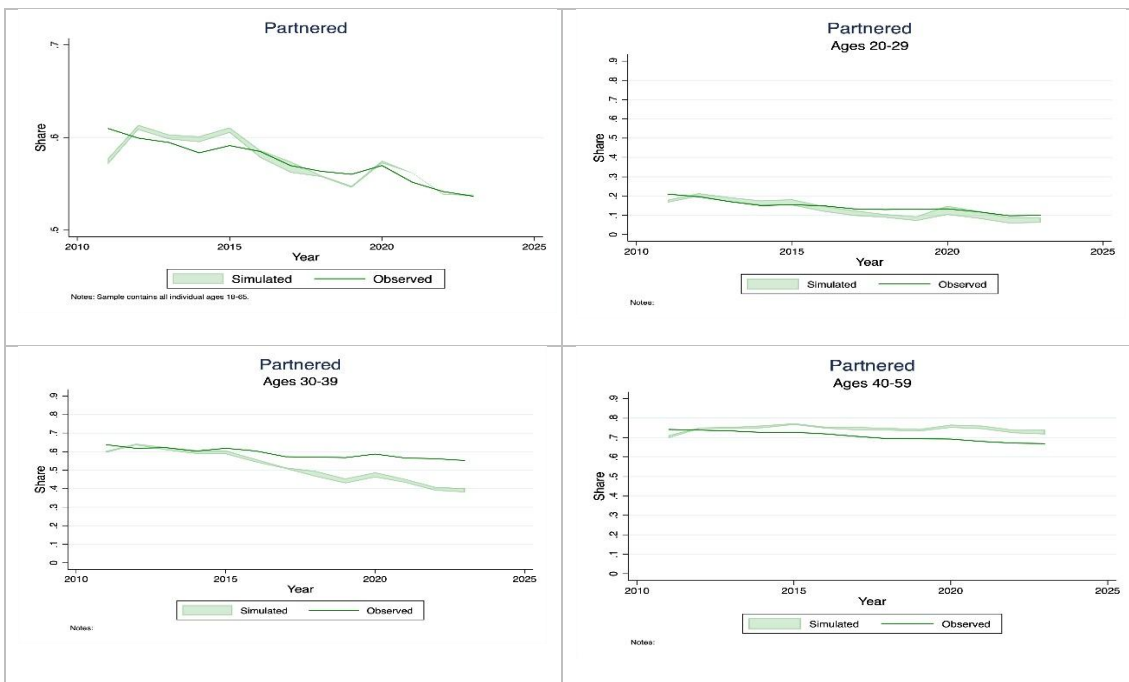 Partnered
.7
.6
.5
Share
2010 2015 2020 2025
Year
Simulated Observed
Notes: Sample contains all individual ages 18-65.
Partnered
Ages 20-29
.9
.8
.7
.6
.5
.4
.3
.2
.1
0
Share
2010 2015 2020 2025
Year
Simulated Observed
Notes:
Partnered
Ages 30-39
.9
.8
.7
.6
.5
.4
.3
.2
.1
0
Share
2010 2015 2020 2025
Year
Simulated Observed
Notes:
Partnered
Ages 40-59
.9
.8
.7
.6
.5
.4
.3
.2
.1
0
Share
2010 2015 2020 2025
Year
Simulated Observed
Notes: